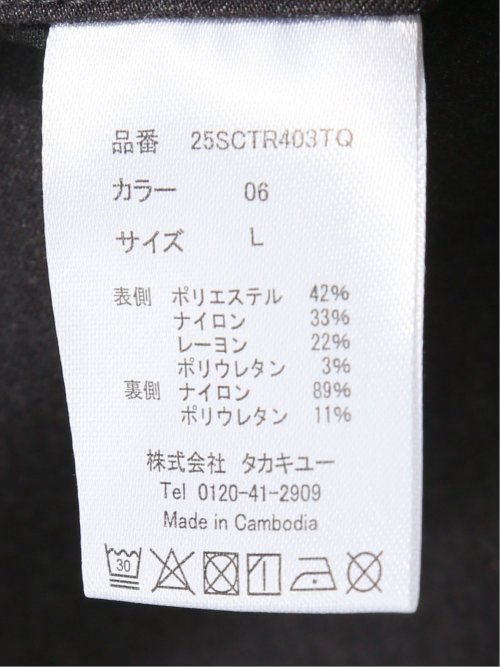 品番 25SCTR403TQ
カラー 06
サイズ L
表側 ポリエステル 42%
ナイロン 33%
レーヨン 22%
ポリウレタン 3%
裏側 ナイロン 89%
ポリウレタン 11%
株式会社 タカキュー
Tel 0120-41-2909
Made in Cambodia
30